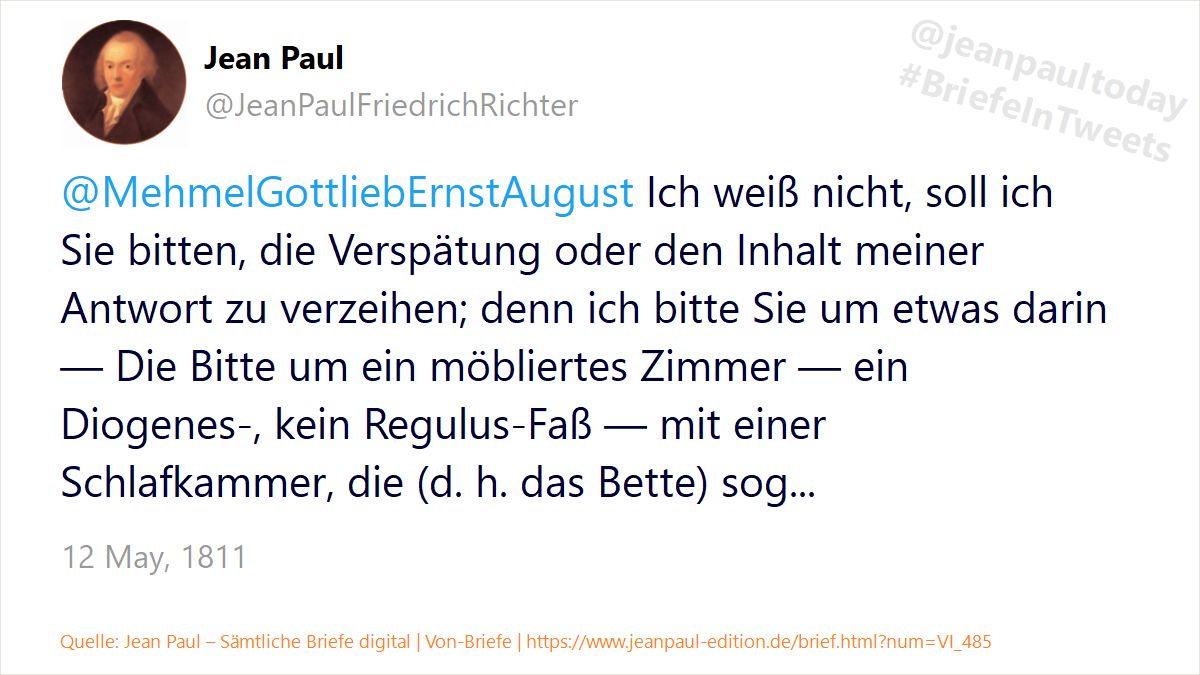 Jean Paul
@JeanPaulFriedrichRichter
@jeanpaultoday
#BriefeInTweets
@MehmelGottliebErnstAugust Ich weiß nicht, soll ich
Sie bitten, die Verspätung oder den Inhalt meiner
Antwort zu verzeihen; denn ich bitte Sie um etwas darin
— Die Bitte um ein möbliertes Zimmer — ein
Diogenes-, kein Regulus-Faß — mit einer
Schlafkammer, die (d. h. das Bette) sog...
12 May, 1811
Quelle: Jean Paul – Sämtliche Briefe digital | Von-Briefe | https://www.jeanpaul-edition.de/brief.html?num=VI_485